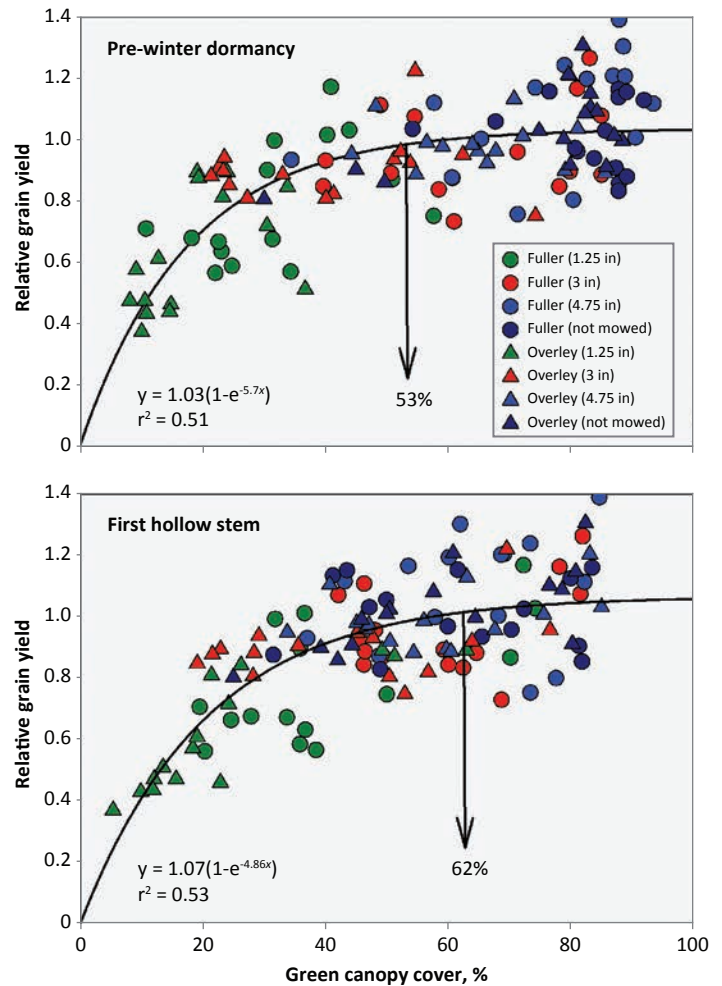 1.4
Pre-winter dormancy
1.2
1.0
0.8
0.6
0.4
0.2
0
Relative grain yield
Fuller (1.25 in)
Fuller (3 in)
Fuller (4.75 in)
Fuller (not mowed)
Overley (1.25 in)
Overley (3 in)
Overley (4.75 in)
Overley (not mowed)
y = 1.03(1-e^-5.7x)
r² = 0.51
53%
1.4
First hollow stem
1.2
1.0
0.8
0.6
0.4
0.2
0
Relative grain yield
y = 1.07(1-e^-4.86x)
r² = 0.53
62%
0 20 40 60 80 100
Green canopy cover, %